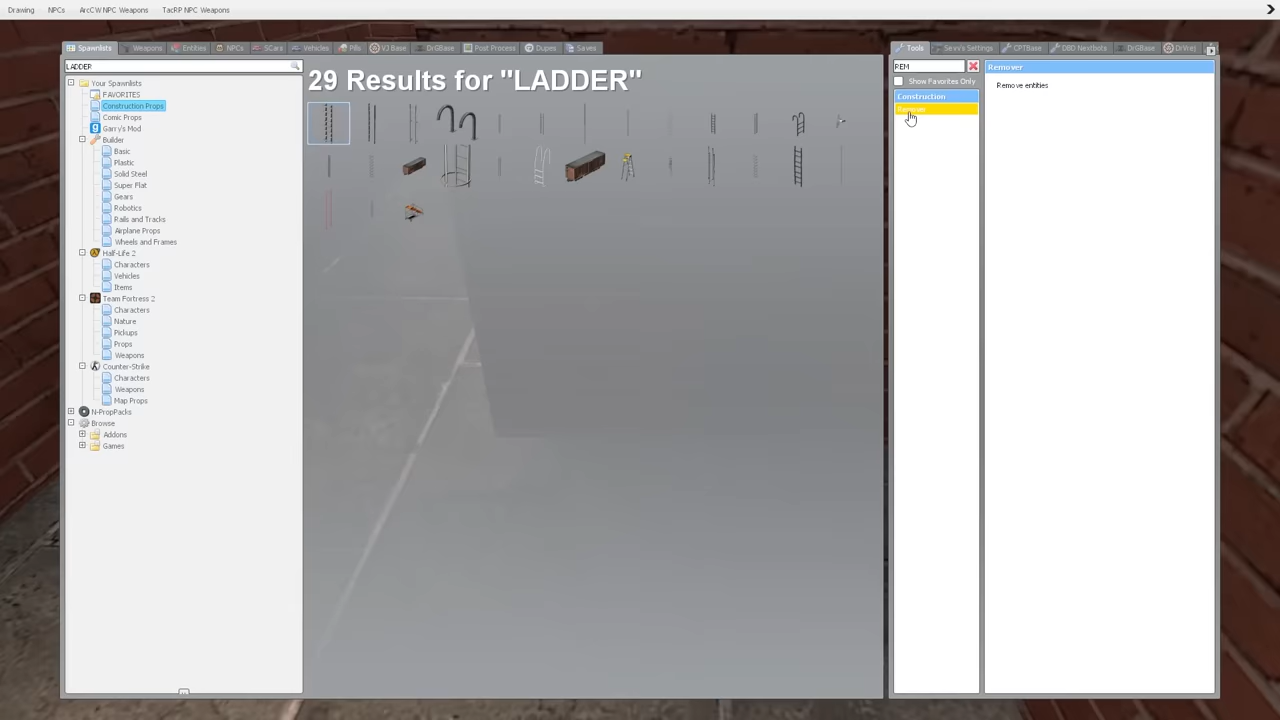 Drawing NPCs ArcCW NPC Weapons TacRP NPC Weapons
Spawnlists Weapons Entities NPCs SCars Vehicles Pills VJ Base DrGBase Post Process Dupes Saves
LADDER
Your Spawnlists
FAVORITES
Construction Props
Comic Props
Garry's Mod
Builder
Basic
Plastic
Solid Steel
Super Flat
Gears
Robotics
Rails and Tracks
Airplane Props
Wheels and Frames
Half-Life 2
Characters
Vehicles
Items
Team Fortress 2
Characters
Nature
Pickups
Props
Weapons
Counter-Strike
Characters
Weapons
Map Props
N-PropPacks
Browse
Addons
Games
29 Results for "LADDER"
Tools Sevv's Settings CPTBase DBD Nextbots DrGBase DrVrej
REM
Show Favorites Only
Construction
Remover
Remover
Remove entities